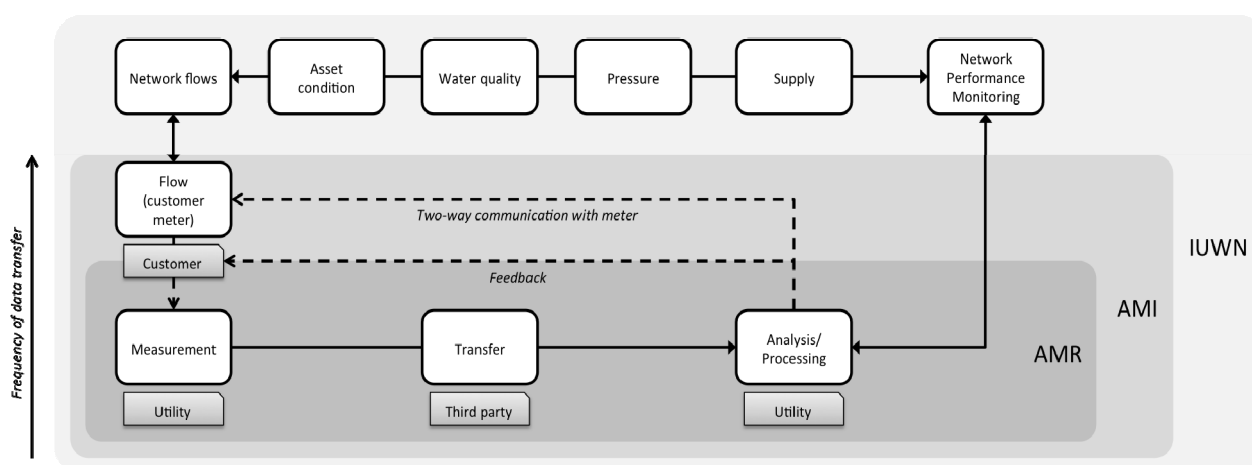 Network flows
Asset
condition
Water quality
Pressure
Supply
Network
Performance
Monitoring
Flow
(customer
meter)
Two-way communication with meter
IUWN
Customer
Feedback
AMI
Measurement
Transfer
Analysis/
Processing
AMR
Utility
Third party
Utility
Frequency of data transfer